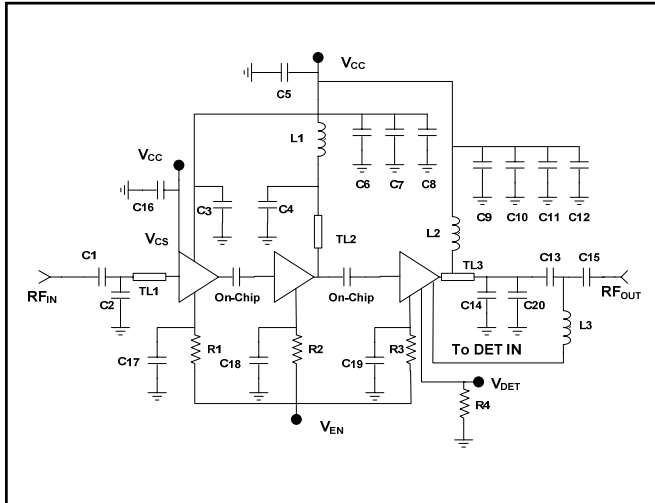 VCC
C5
L1
VCC
C6 C7 C8
C16
C3
C4
C9 C10 C11 C12
VCS
TL2
L2
C1
TL3
C13 C15
RFIN
C2
TL1
On-Chip
On-Chip
C14
C20
RFOUT
L3
C17
R1
C18
R2
C19
R3
To DET IN
VDET
R4
VEN